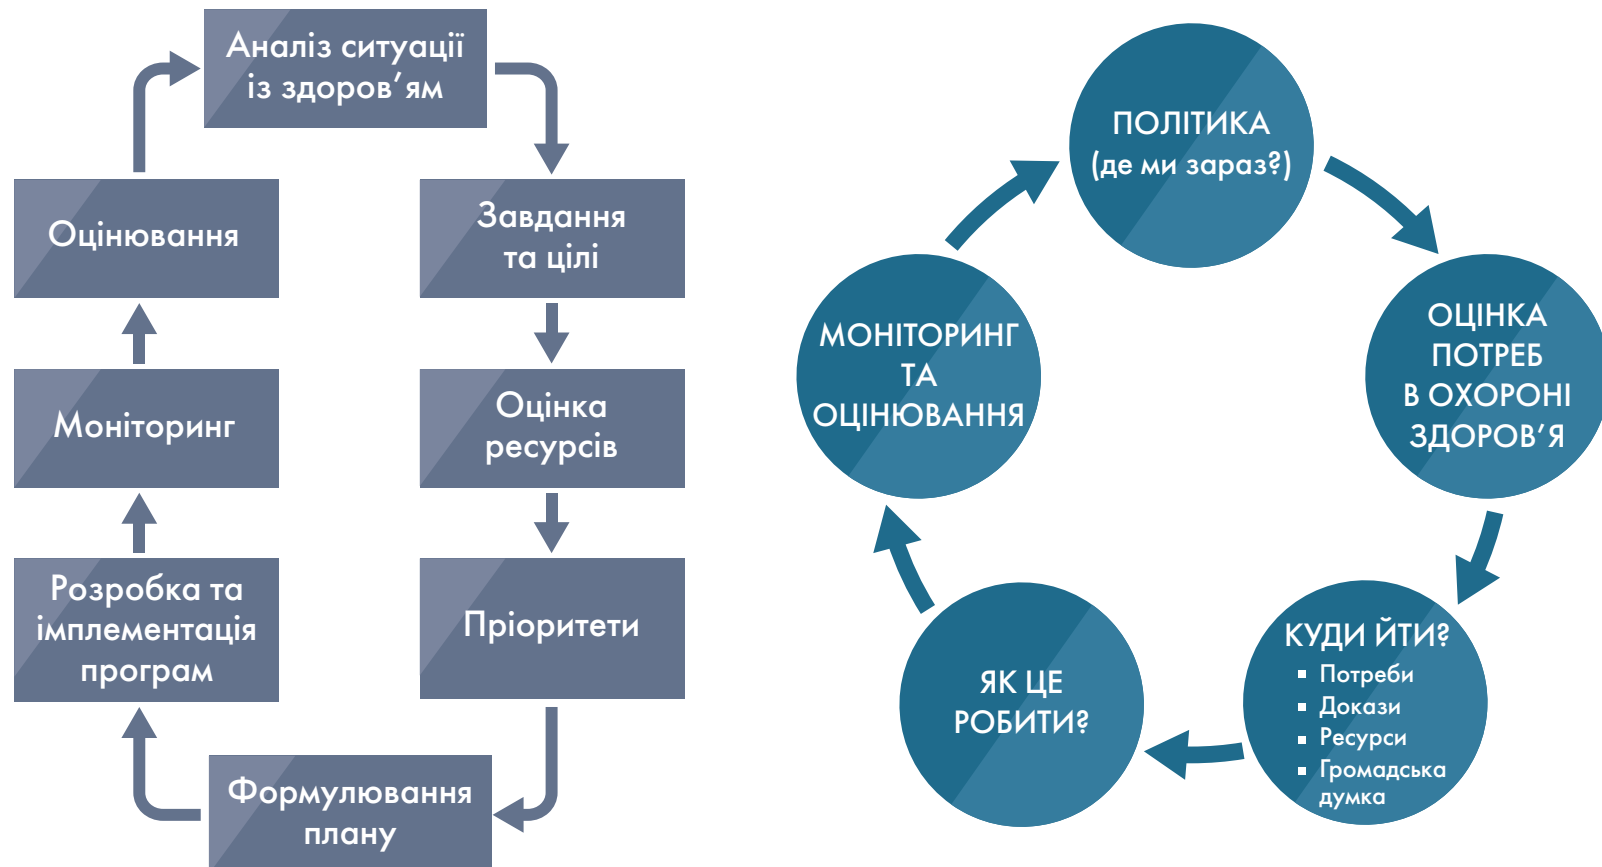 Аналіз ситуації
із здоров’ям
Завдання
та цілі
Оцінка
ресурсів
Пріоритети
Формулювання
плану
Розробка та
імплементація
програм
Моніторинг
Оцінювання
ПОЛІТИКА
(де ми зараз?)
ОЦІНКА
ПОТРЕБ
В ОХОРОНІ
ЗДОРОВ’Я
КУДИ ЙТИ?
▪ Потреби
▪ Докази
▪ Ресурси
▪ Громадська
думка
ЯК ЦЕ
РОБИТИ?
МОНІТОРИНГ
ТА
ОЦІНЮВАННЯ